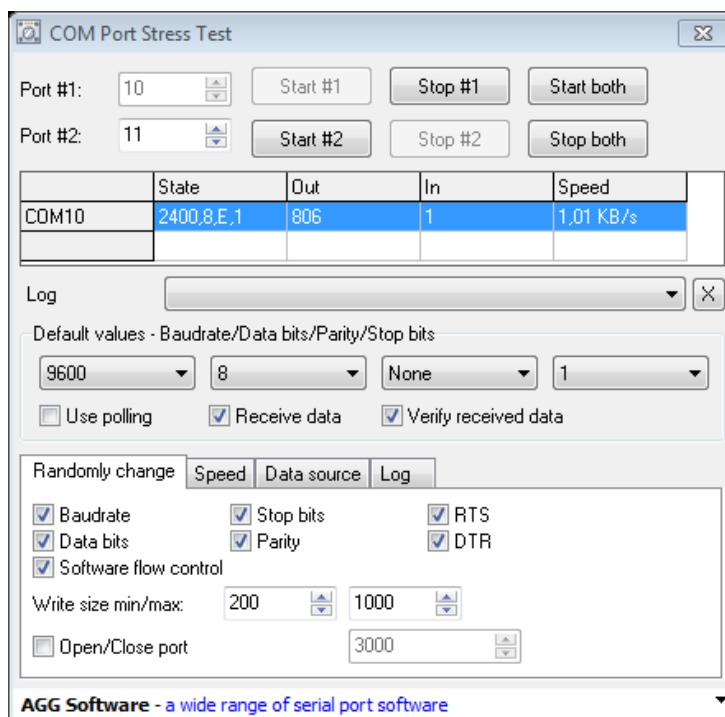 COM Port Stress Test
Port #1: 10 Start #1 Stop #1 Start both
Port #2: 11 Start #2 Stop #2 Stop both
State Out In Speed
COM10 2400,8,E,1 806 1 1,01 KB/s
Log X
Default values - Baudrate/Data bits/Parity/Stop bits
9600 8 None 1
Use polling Receive data Verify received data
Randomly change Speed Data source Log
Baudrate Stop bits RTS
Data bits Parity DTR
Software flow control
Write size min/max: 200 1000
Open/Close port 3000
AGG Software - a wide range of serial port software